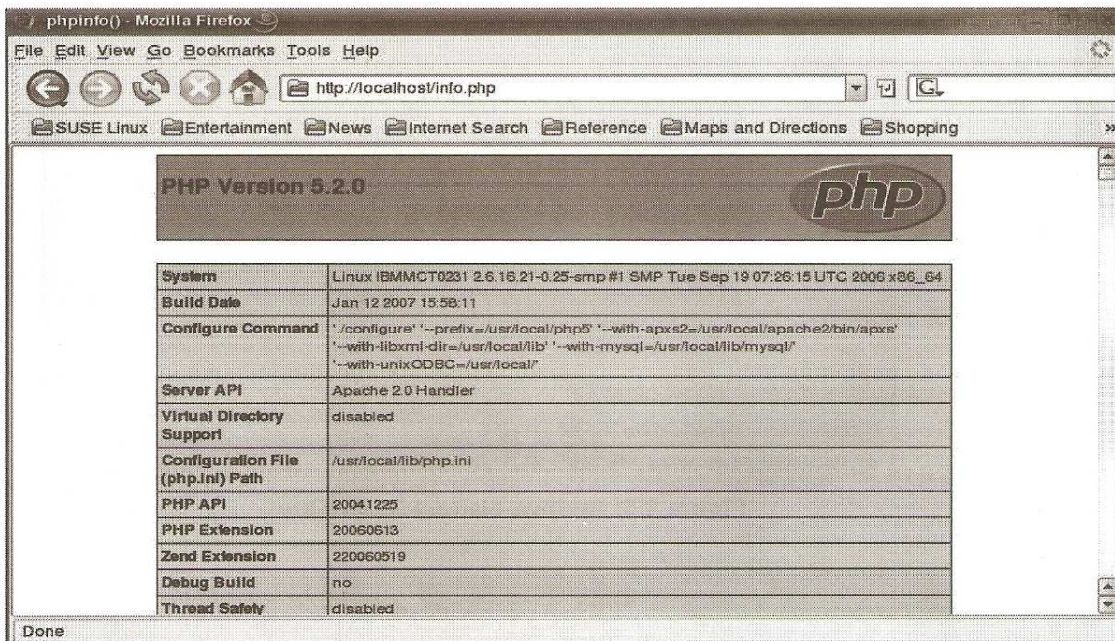 phpinfo() - Mozilla Firefox
File Edit View Go Bookmarks Tools Help
http://localhost/info.php
G
SUSE Linux Entertainment News Internet Search Reference Maps and Directions Shopping
PHP Version 5.2.0
php
System Linux IBMMCT0231 2.6.16.21-0.25-smp #1 SMP Tue Sep 19 07:26:15 UTC 2006 x86_64
Build Date Jan 12 2007 15:58:11
Configure Command './configure' '--prefix=/usr/local/php5' '--with-apxs2=/usr/local/apache2/bin/apxs'
'--with-libxml-dir=/usr/local/lib' '--with-mysql=/usr/local/lib/mysql/'
'--with-unixODBC=/usr/local/'
Server API Apache 2.0 Handler
Virtual Directory
Support disabled
Configuration File
(php.ini) Path /usr/local/lib/php.ini
PHP API 20041225
PHP Extension 20060613
Zend Extension 220060519
Debug Build no
Thread Safety disabled
Done